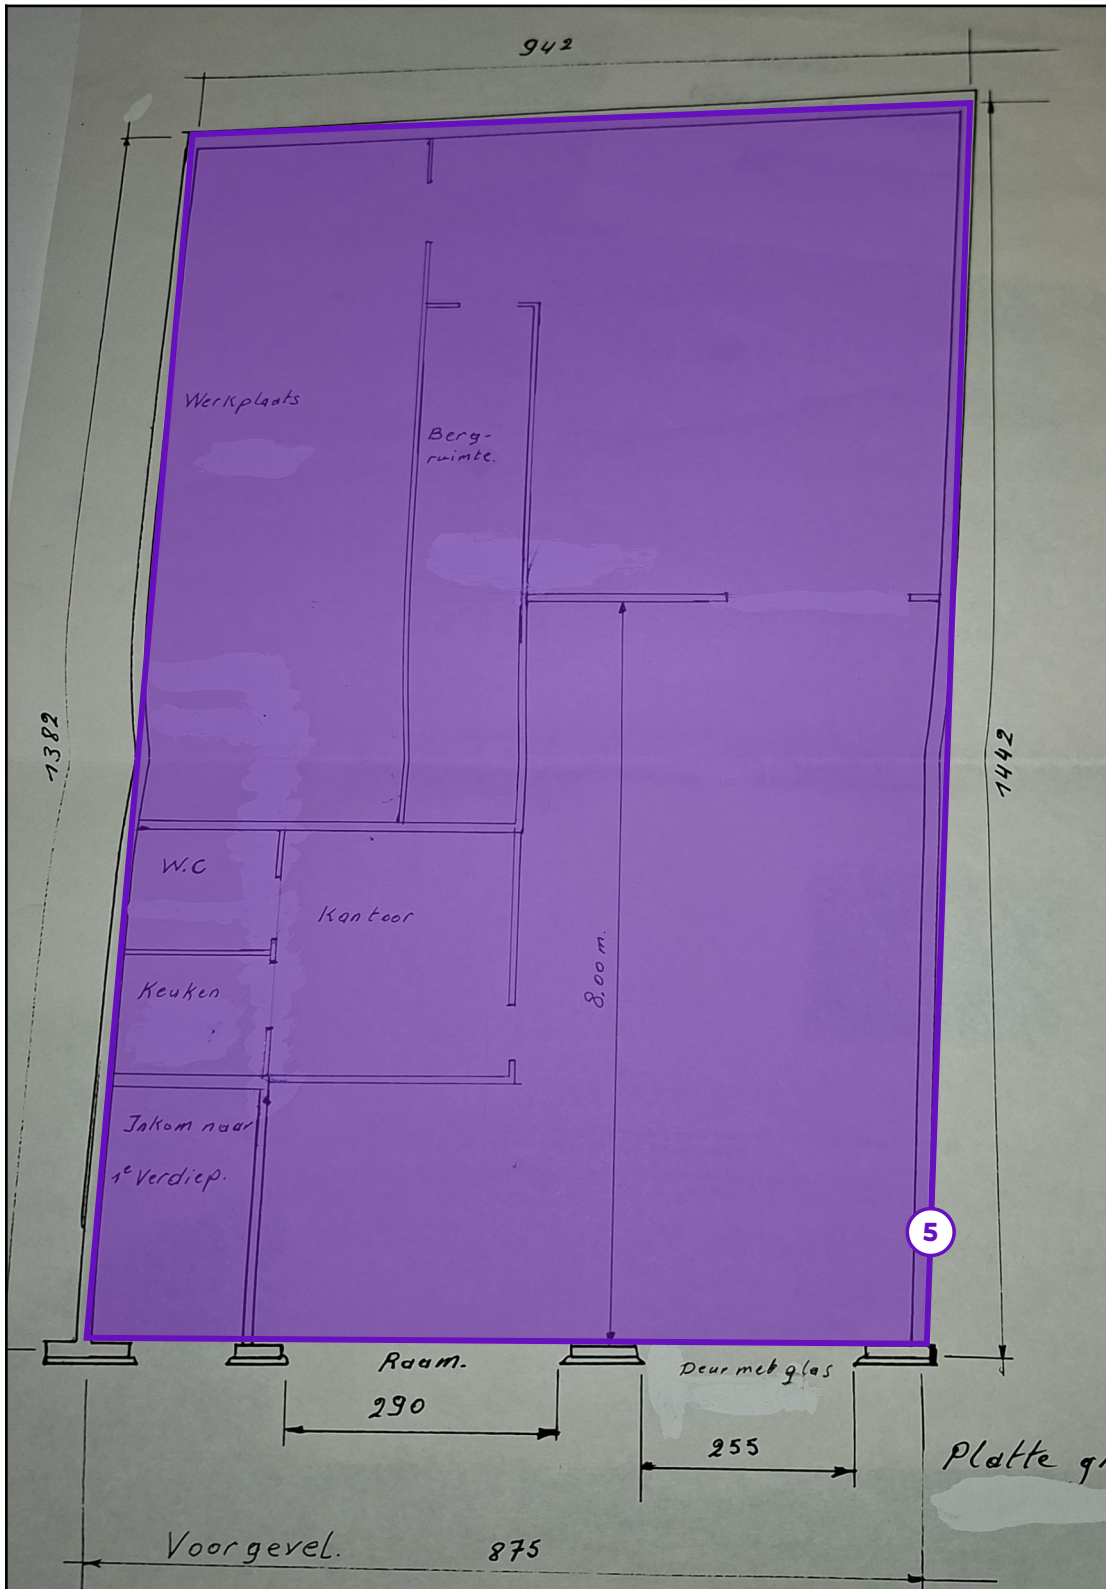 942
Werkplaats
Berg-
ruimte.
1382
1442
W.C
Kantoor
8.00 m.
Keuken
Inkom naar
1e Verdiep.
5
Raam.
Deur met glas
290
255
Platte gr
Voorgevel.
875